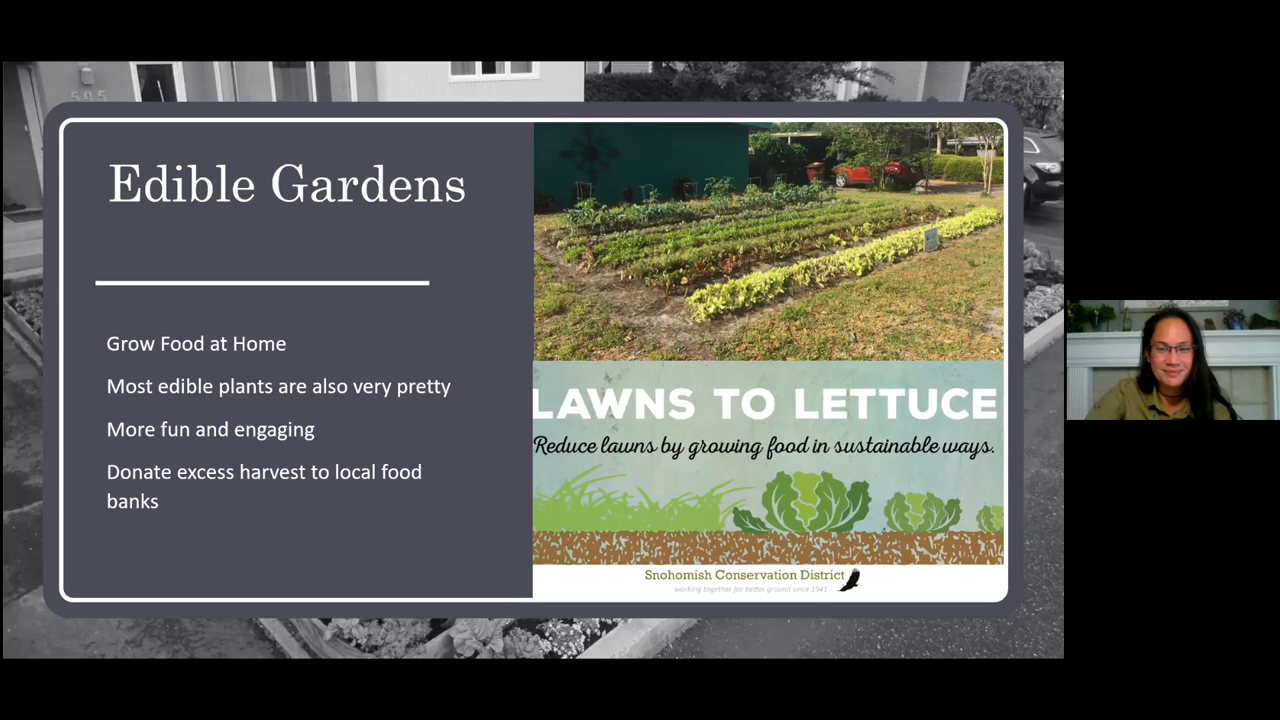 595
Edible Gardens
Grow Food at Home
Most edible plants are also very pretty
More fun and engaging
Donate excess harvest to local food
banks
LAWNS TO LETTUCE
Reduce lawns by growing food in sustainable ways.
Snohomish Conservation District
working together for better ground since 1941